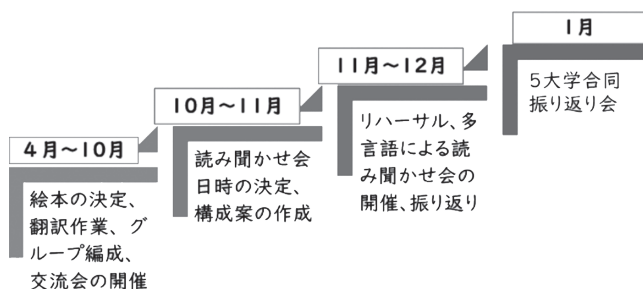 4月～10月
絵本の決定、
翻訳作業、グ
ループ編成、
交流会の開催
10月～11月
読み聞かせ会
日時の決定、
構成案の作成
11月～12月
リハーサル、多
言語による読
み聞かせ会の
開催、振り返り
1月
5大学合同
振り返り会